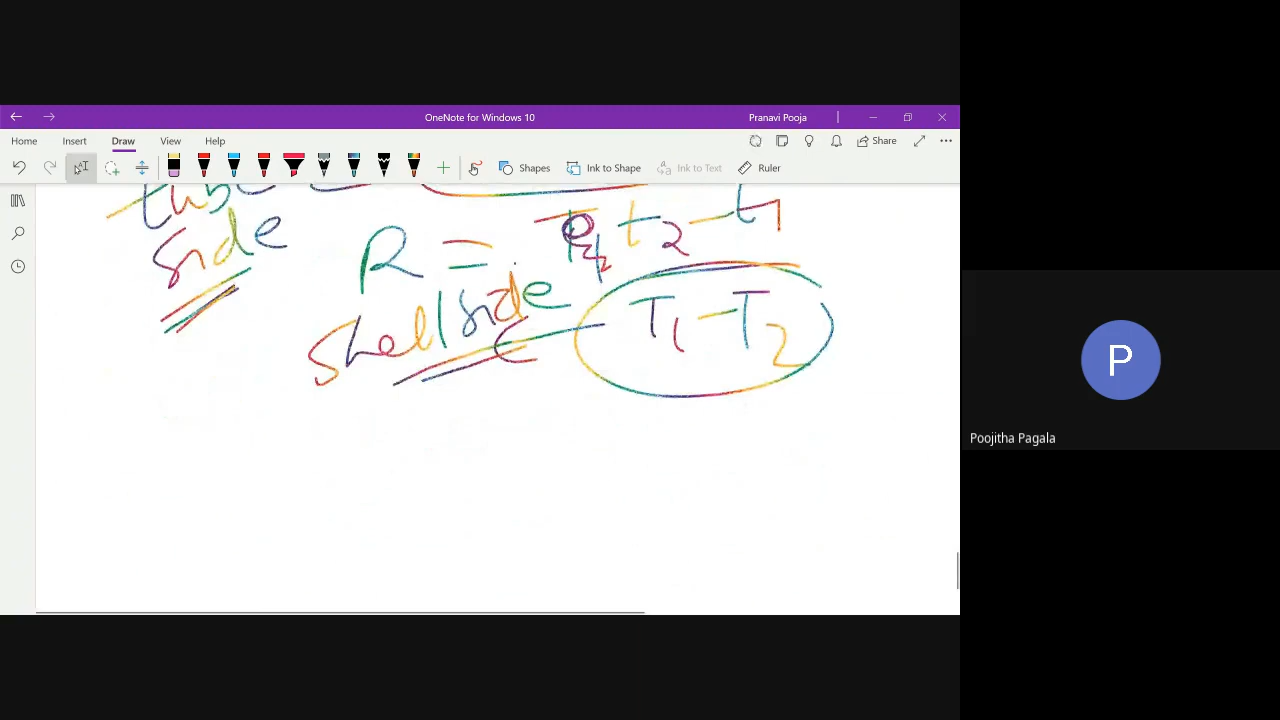 OneNote for Windows 10
Pranavi Pooja
Home Insert Draw View Help
Share
Shapes Ink to Shape Ink to Text Ruler
tube
side
R = t2 - t1
T1 - T2
shell side
P
Poojitha Pagala